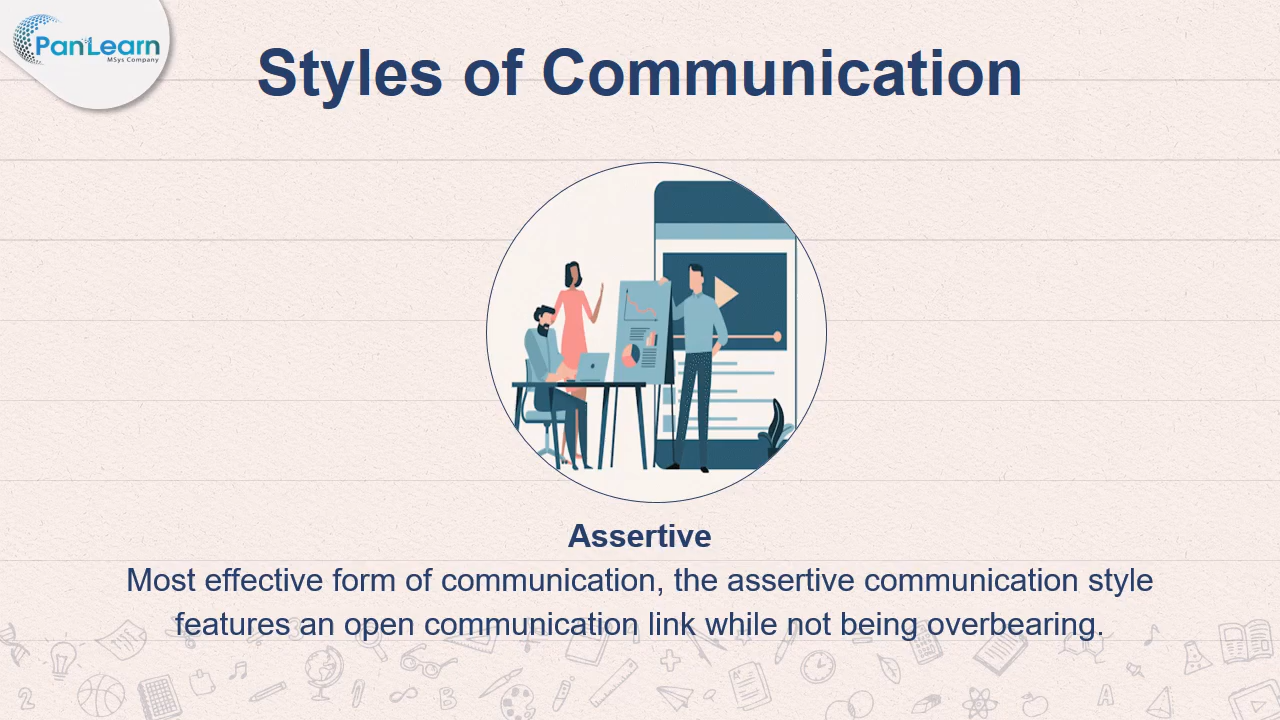 PanLearn
MSys Company
Styles of Communication
Assertive
Most effective form of communication, the assertive communication style
features an open communication link while not being overbearing.